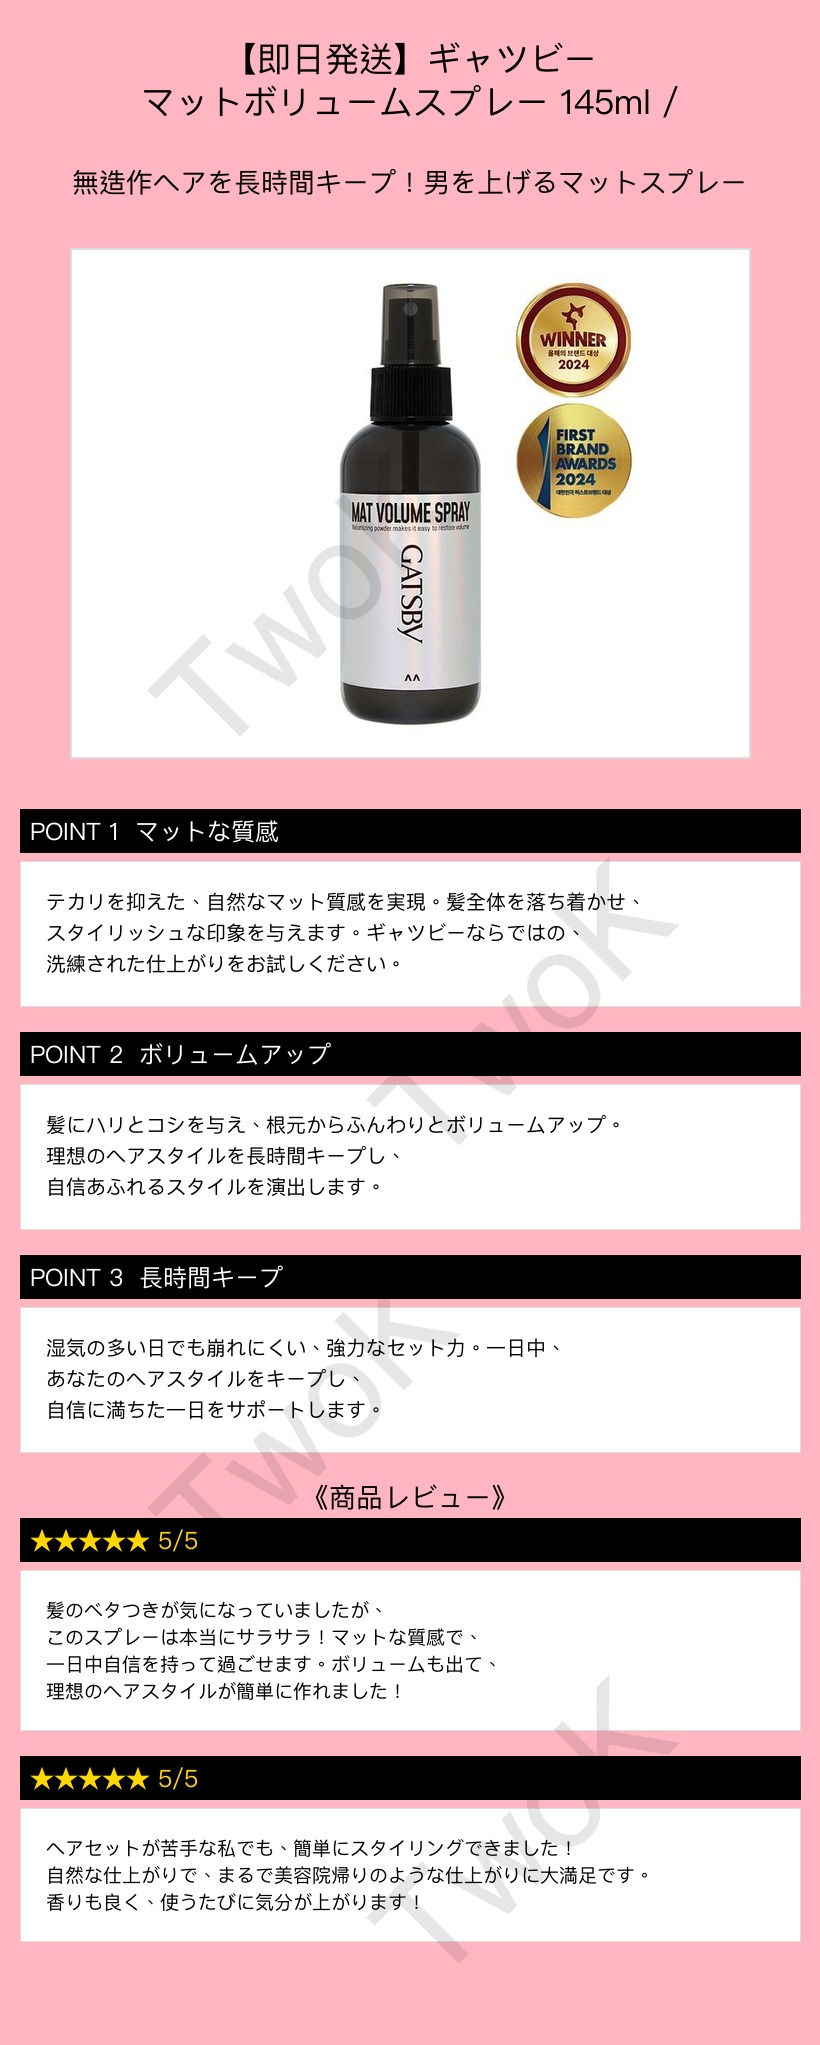 【即日発送】ギャツビー
マットボリュームスプレー 145ml /
無造作ヘアを長時間キープ！男を上げるマットスプレー
WINNER
올해의 브랜드 대상
2024
FIRST
BRAND
AWARDS
2024
대한민국 퍼스트브랜드 대상
MAT VOLUME SPRAY
Volumizing powder makes it easy to restore volume
GATSBY
TwoK
POINT 1 マットな質感
テカリを抑えた、自然なマット質感を実現。髪全体を落ち着かせ、
スタイリッシュな印象を与えます。ギャツビーならではの、
洗練された仕上がりをお試しください。
TwoK
POINT 2 ボリュームアップ
髪にハリとコシを与え、根元からふんわりとボリュームアップ。
理想のヘアスタイルを長時間キープし、
自信あふれるスタイルを演出します。
POINT 3 長時間キープ
湿気の多い日でも崩れにくい、強力なセット力。一日中、
あなたのヘアスタイルをキープし、
自信に満ちた一日をサポートします。
TwoK
《商品レビュー》
★★★★★ 5/5
髪のベタつきが気になっていましたが、
このスプレーは本当にサラサラ！マットな質感で、
一日中自信を持って過ごせます。ボリュームも出て、
理想のヘアスタイルが簡単に作れました！
★★★★★ 5/5
ヘアセットが苦手な私でも、簡単にスタイリングできました！
自然な仕上がりで、まるで美容院帰りのような仕上がりに大満足です。
香りも良く、使うたびに気分が上がります！
TwoK